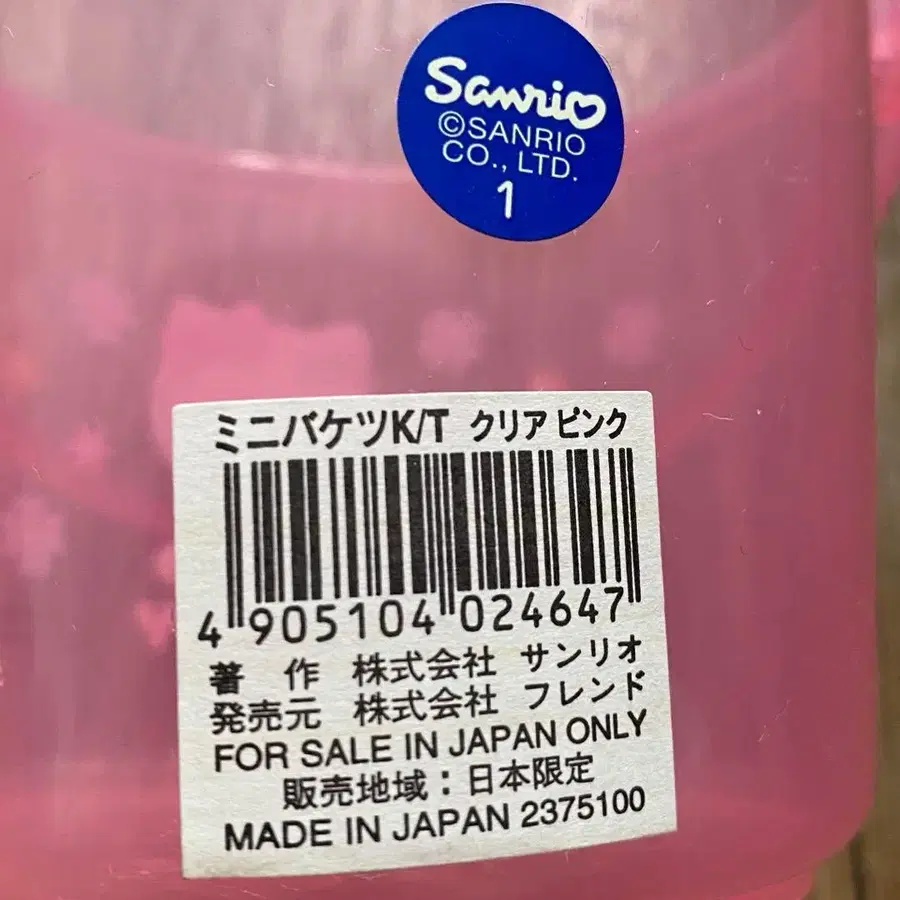 Sanrio
©SANRIO
CO., LTD.
1
ミニバケツK/T クリアピンク
4 905104 024647
著 作 株式会社 サンリオ
発売元 株式会社 フレンド
FOR SALE IN JAPAN ONLY
販売地域：日本限定
MADE IN JAPAN 2375100